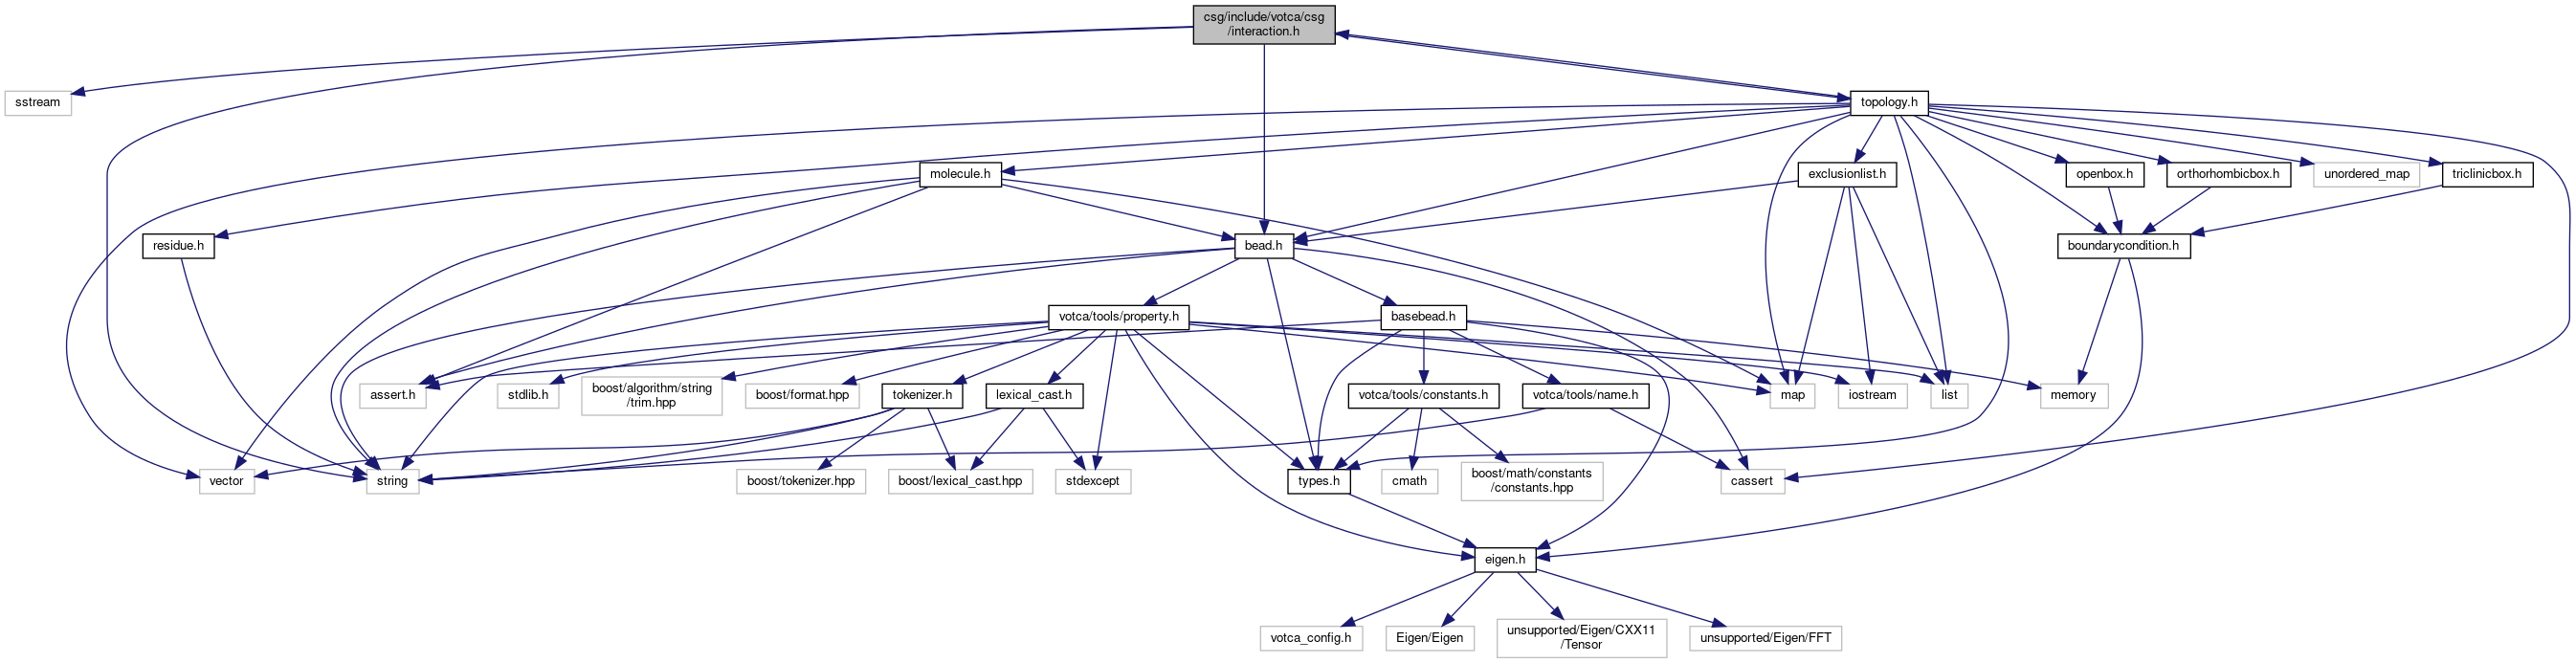 csg/include/votca/csg
/interaction.h
sstream
topology.h
molecule.h
exclusionlist.h
openbox.h
orthorhombicbox.h
unordered_map
triclinicbox.h
residue.h
bead.h
boundarycondition.h
votca/tools/property.h
basebead.h
assert.h
stdlib.h
boost/algorithm/string
/trim.hpp
boost/format.hpp
tokenizer.h
lexical_cast.h
votca/tools/constants.h
votca/tools/name.h
map
iostream
list
memory
vector
string
boost/tokenizer.hpp
boost/lexical_cast.hpp
stdexcept
types.h
cmath
boost/math/constants
/constants.hpp
cassert
eigen.h
votca_config.h
Eigen/Eigen
unsupported/Eigen/CXX11
/Tensor
unsupported/Eigen/FFT